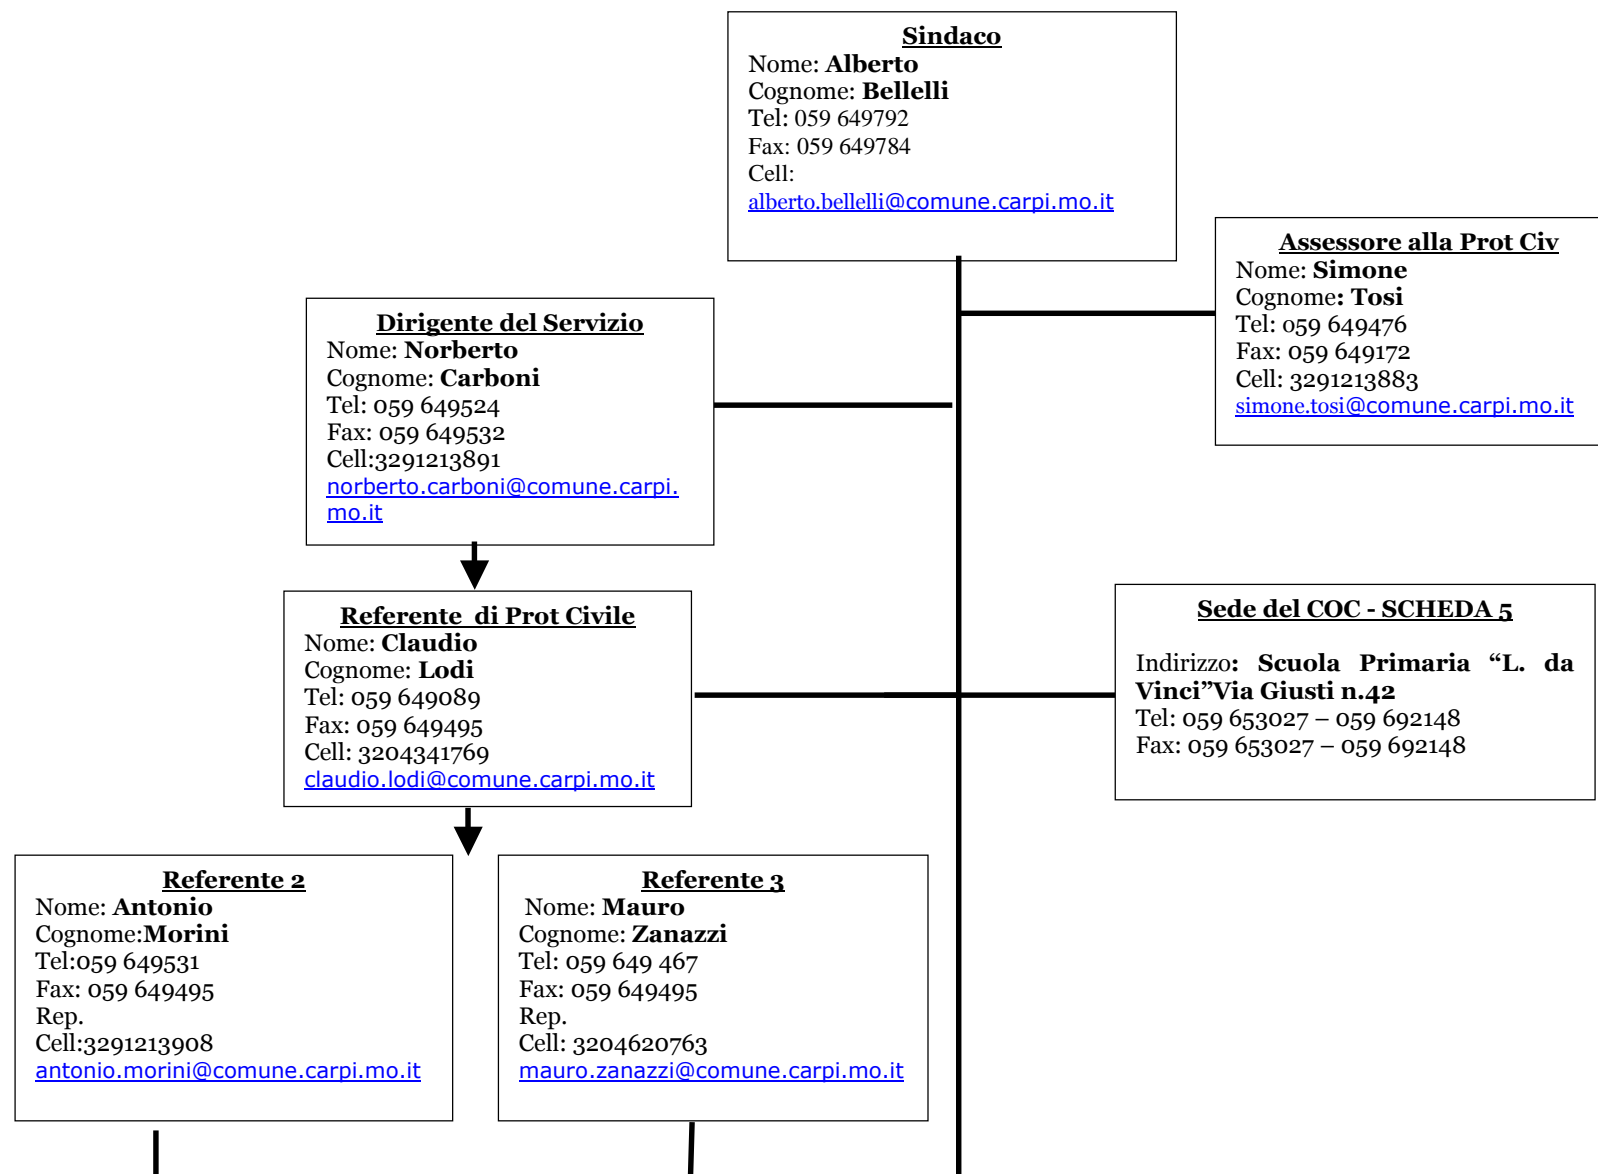 Sindaco
Nome: Alberto
Cognome: Bellelli
Tel: 059 649792
Fax: 059 649784
Cell:
alberto.bellelli@comune.carpi.mo.it
Assessore alla Prot Civ
Nome: Simone
Cognome: Tosi
Tel: 059 649476
Fax: 059 649172
Cell: 3291213883
simone.tosi@comune.carpi.mo.it
Dirigente del Servizio
Nome: Norberto
Cognome: Carboni
Tel: 059 649524
Fax: 059 649532
Cell:3291213891
norberto.carboni@comune.carpi.
mo.it
Referente di Prot Civile
Nome: Claudio
Cognome: Lodi
Tel: 059 649089
Fax: 059 649495
Cell: 3204341769
claudio.lodi@comune.carpi.mo.it
Sede del COC - SCHEDA 5
Indirizzo: Scuola Primaria “L. da
Vinci”Via Giusti n.42
Tel: 059 653027 – 059 692148
Fax: 059 653027 – 059 692148
Referente 2
Nome: Antonio
Cognome:Morini
Tel:059 649531
Fax: 059 649495
Rep.
Cell:3291213908
antonio.morini@comune.carpi.mo.it
Referente 3
Nome: Mauro
Cognome: Zanazzi
Tel: 059 649 467
Fax: 059 649495
Rep.
Cell: 3204620763
mauro.zanazzi@comune.carpi.mo.it